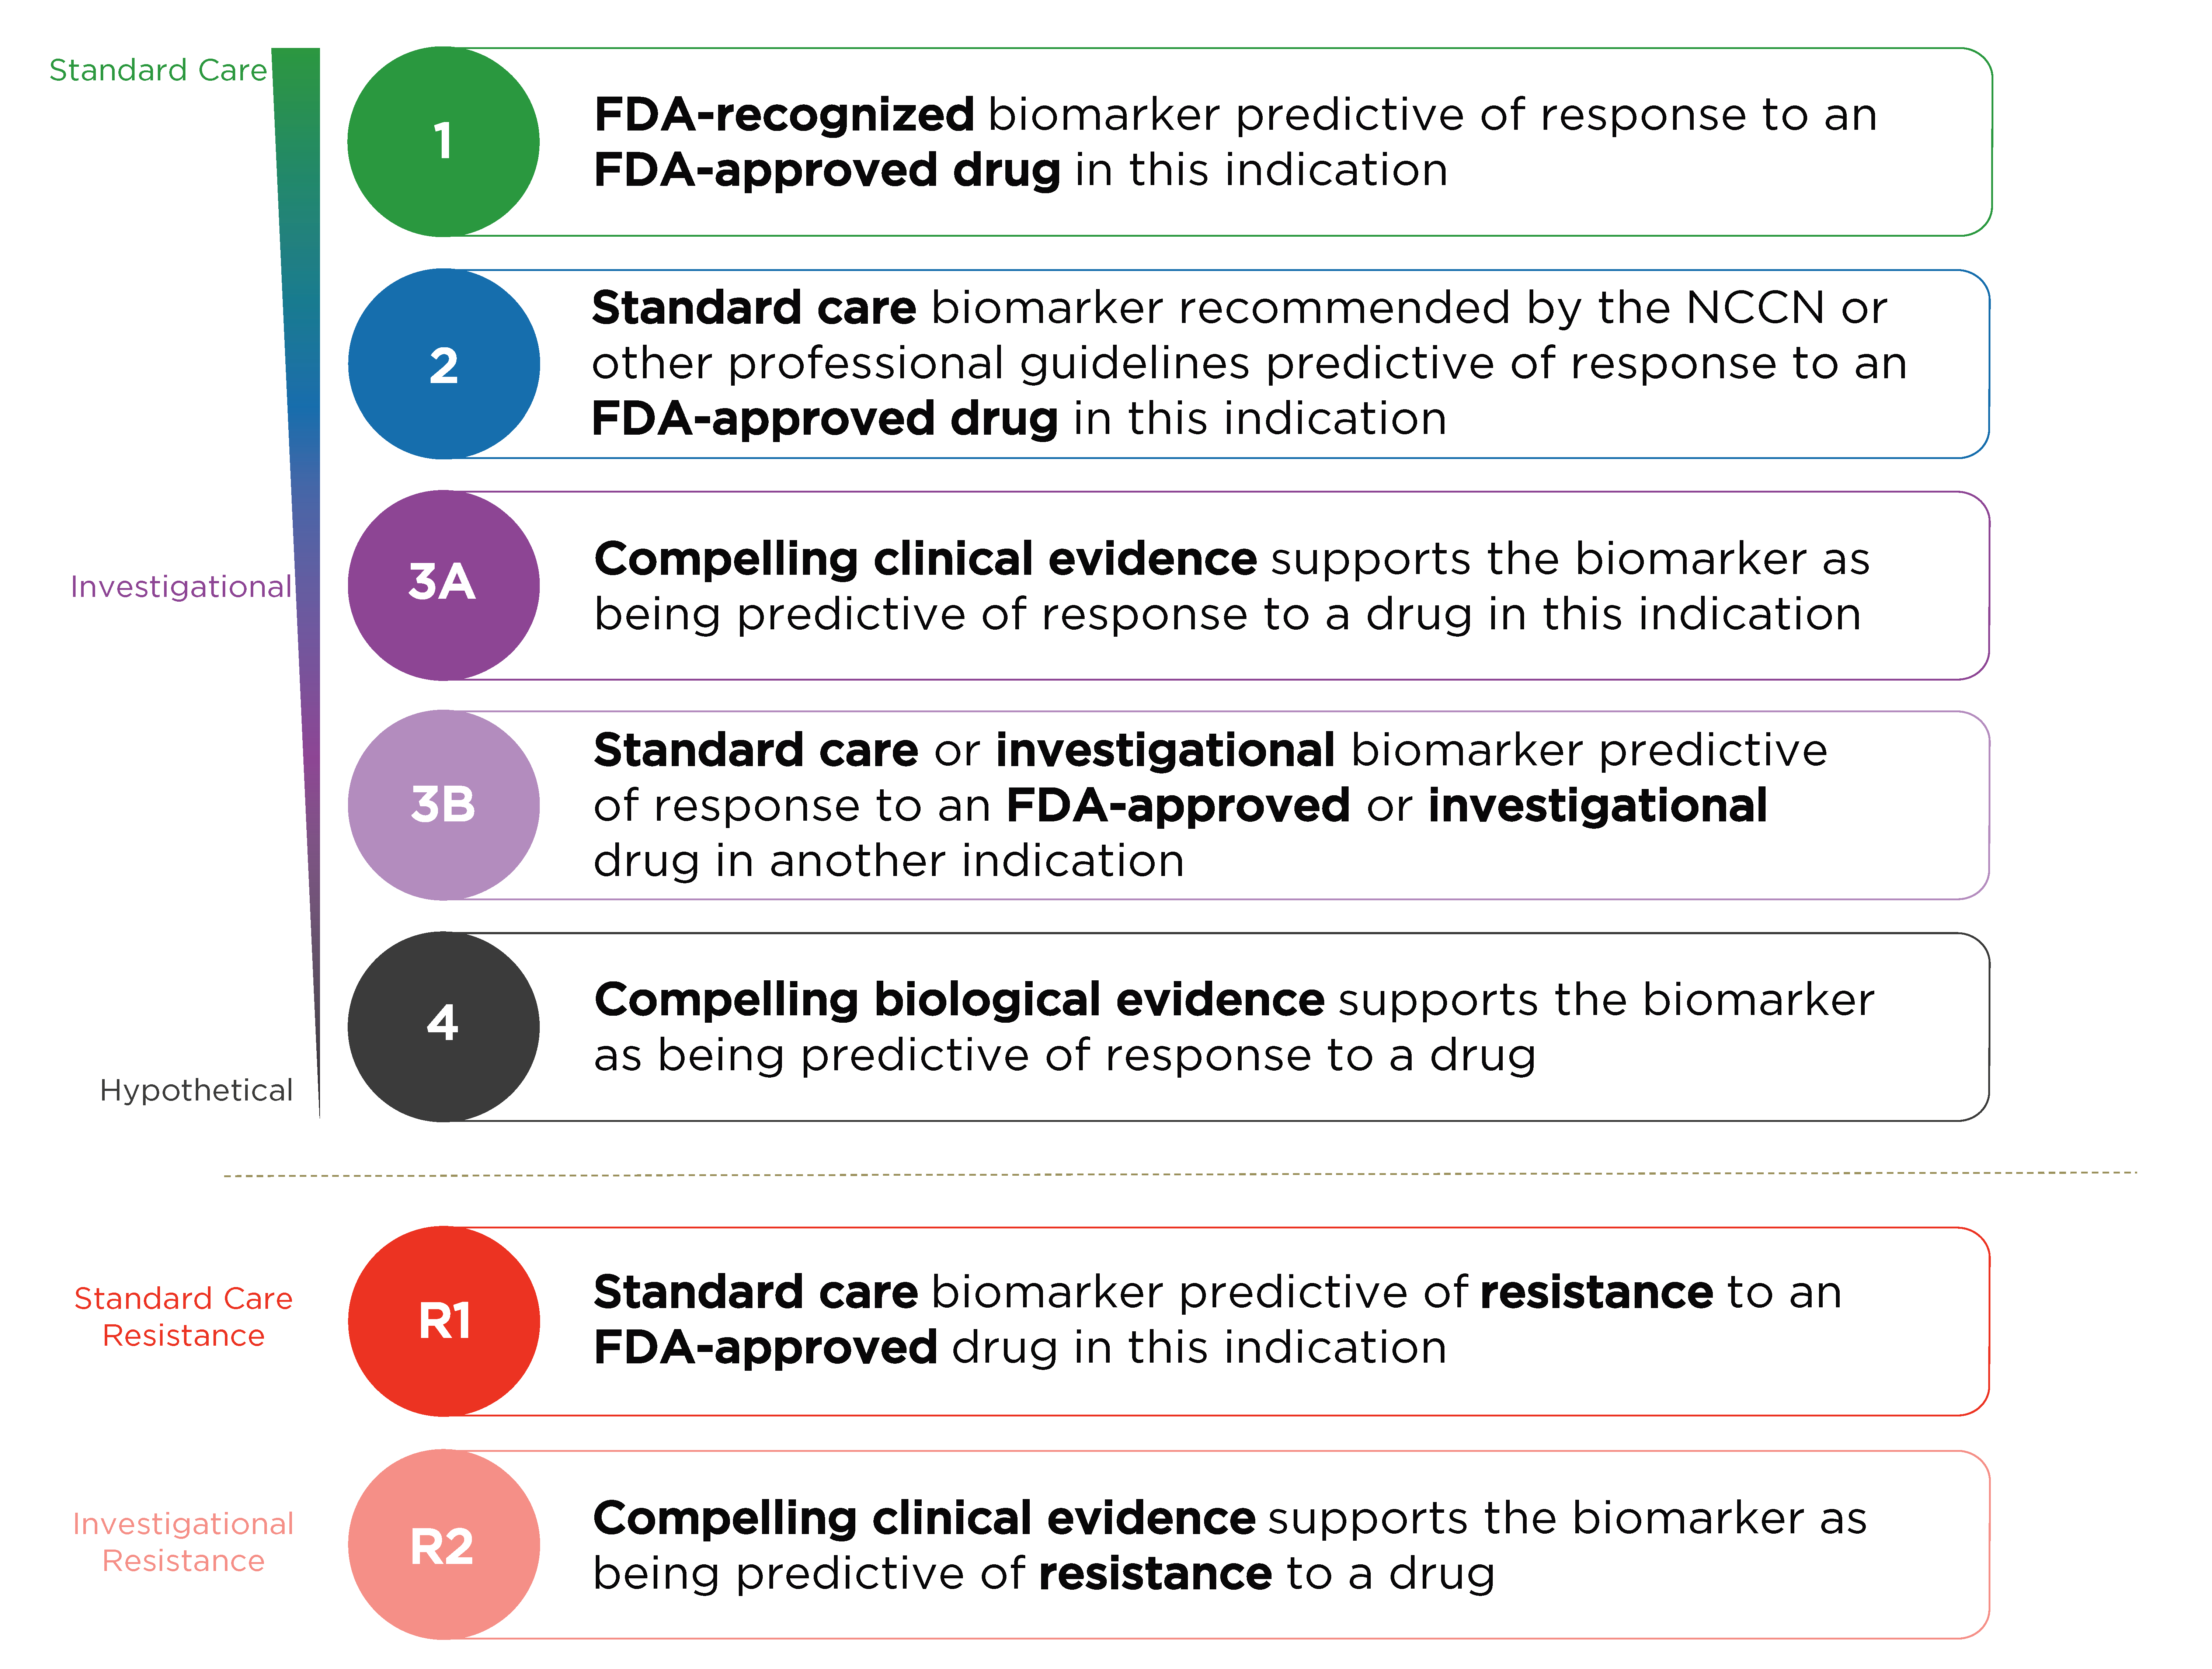 Standard Care
1
FDA-recognized biomarker predictive of response to an
FDA-approved drug in this indication
2
Standard care biomarker recommended by the NCCN or
other professional guidelines predictive of response to an
FDA-approved drug in this indication
Investigational
3A
Compelling clinical evidence supports the biomarker as
being predictive of response to a drug in this indication
3B
Standard care or investigational biomarker predictive
of response to an FDA-approved or investigational
drug in another indication
Hypothetical
4
Compelling biological evidence supports the biomarker
as being predictive of response to a drug
Standard Care
Resistance
R1
Standard care biomarker predictive of resistance to an
FDA-approved drug in this indication
Investigational
Resistance
R2
Compelling clinical evidence supports the biomarker as
being predictive of resistance to a drug